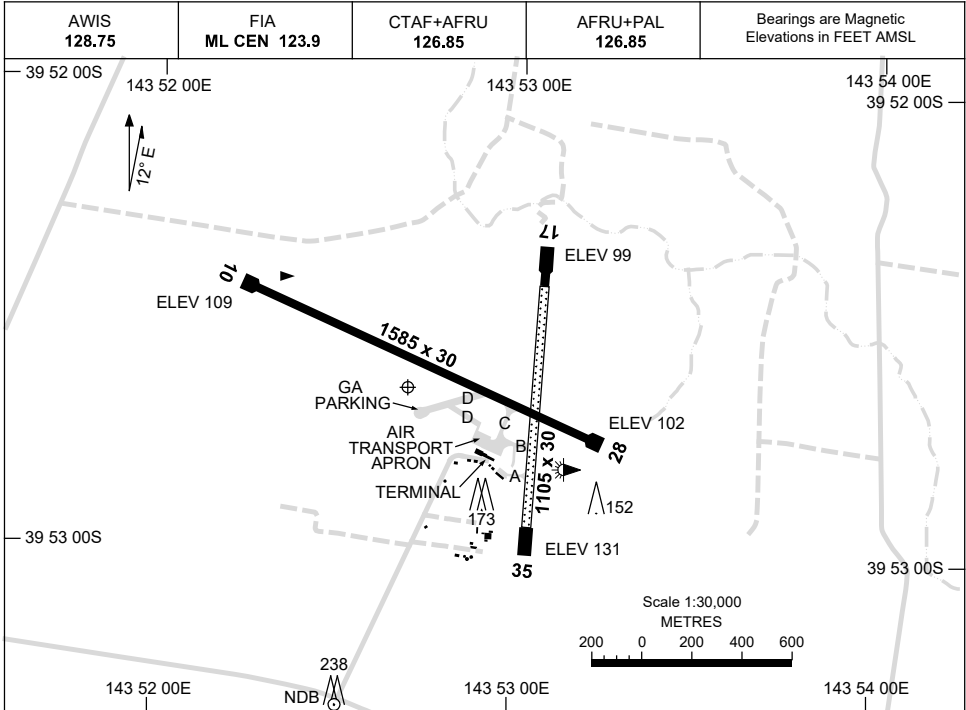 AWIS
128.75
FIA
ML CEN 123.9
CTAF+AFRU
126.85
AFRU+PAL
126.85
Bearings are Magnetic
Elevations in FEET AMSL
39 52 00S
143 52 00E
143 53 00E
143 54 00E
39 52 00S
12° E
17
ELEV 99
10
ELEV 109
1585 x 30
GA
PARKING
D
D
C
B
A
AIR
TRANSPORT
APRON
TERMINAL
ELEV 102
28
1105 x 30
152
173
39 53 00S
ELEV 131
35
39 53 00S
Scale 1:30,000
METRES
200 0 200 400 600
238
NDB
143 52 00E
143 53 00E
143 54 00E